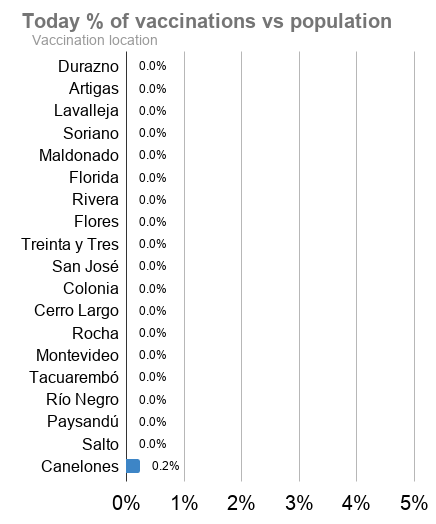 Today % of vaccinations vs population
Vaccination location
Durazno 0.0%
Artigas 0.0%
Lavalleja 0.0%
Soriano 0.0%
Maldonado 0.0%
Florida 0.0%
Rivera 0.0%
Flores 0.0%
Treinta y Tres 0.0%
San José 0.0%
Colonia 0.0%
Cerro Largo 0.0%
Rocha 0.0%
Montevideo 0.0%
Tacuarembó 0.0%
Río Negro 0.0%
Paysandú 0.0%
Salto 0.0%
Canelones 0.2%
0% 1% 2% 3% 4% 5%